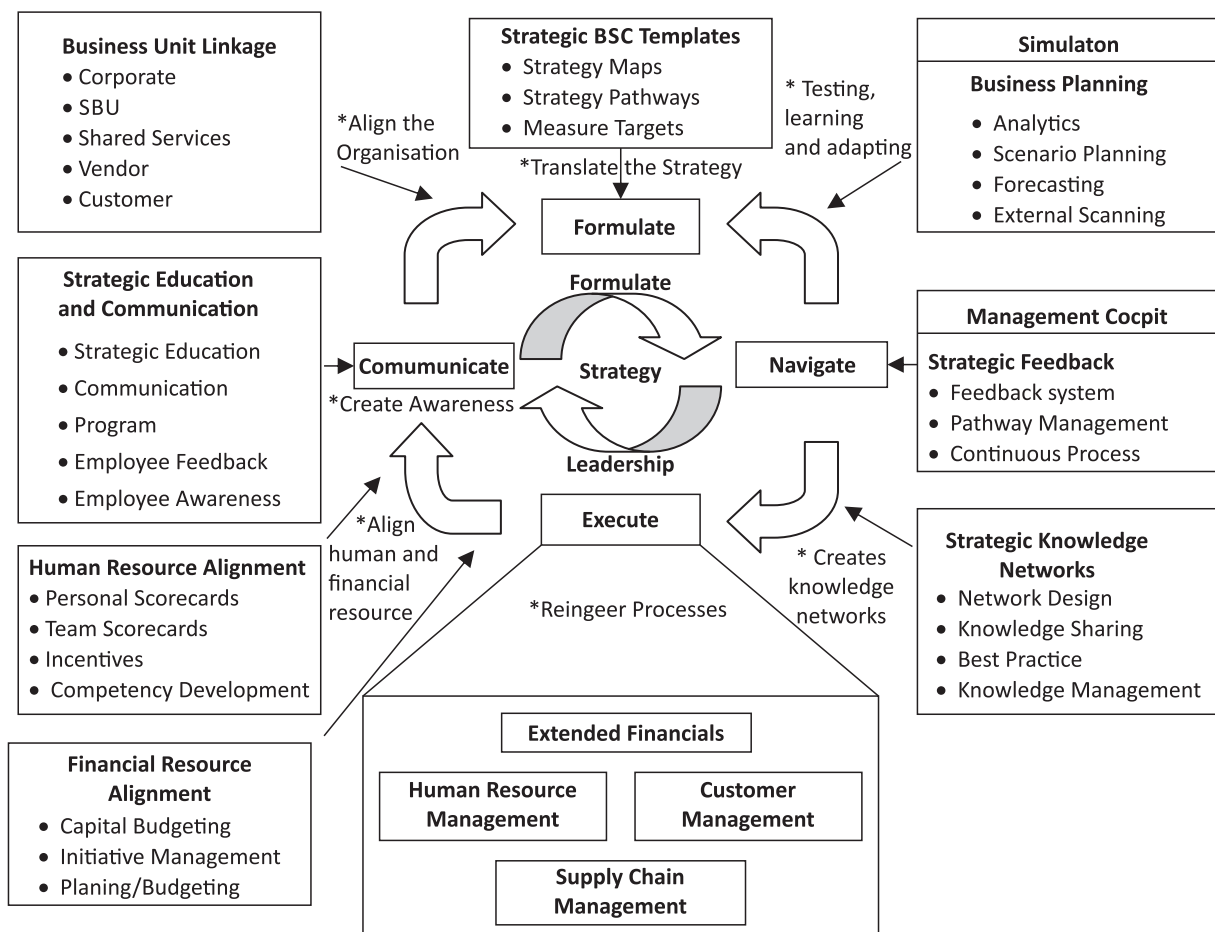 Business Unit Linkage
• Corporate
• SBU
• Shared Services
• Vendor
• Customer
Strategic BSC Templates
• Strategy Maps
• Strategy Pathways
• Measure Targets
Simulaton
Business Planning
• Analytics
• Scenario Planning
• Forecasting
• External Scanning
*Align the
Organisation
* Testing,
learning
and adapting
*Translate the Strategy
Formulate
Strategic Education
and Communication
• Strategic Education
• Communication
• Program
• Employee Feedback
• Employee Awareness
Comumunicate
*Create Awareness
Formulate
Strategy
Leadership
Navigate
Management Cocpit
Strategic Feedback
• Feedback system
• Pathway Management
• Continuous Process
Execute
*Align
human and
financial
resource
* Creates
knowledge
networks
Strategic Knowledge
Networks
• Network Design
• Knowledge Sharing
• Best Practice
• Knowledge Management
Human Resource Alignment
• Personal Scorecards
• Team Scorecards
• Incentives
• Competency Development
*Reingeer Processes
Financial Resource
Alignment
• Capital Budgeting
• Initiative Management
• Planing/Budgeting
Extended Financials
Human Resource
Management
Customer
Management
Supply Chain
Management